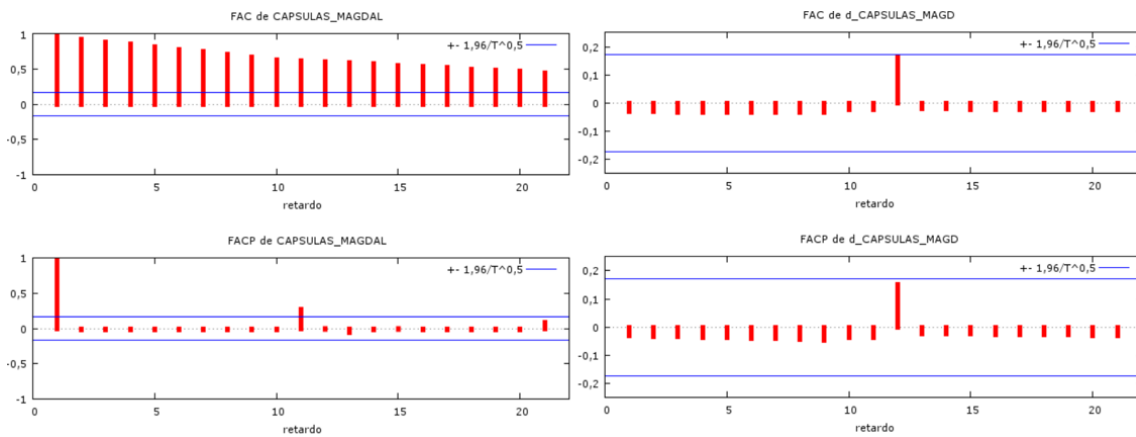 FAC de CAPSULAS_MAGDAL
+- 1,96/T^0,5
1
0,5
0
-0,5
-1
0 5 10 15 20
retardo
FAC de d_CAPSULAS_MAGD
+- 1,96/T^0,5
0,2
0,1
0
-0,1
-0,2
0 5 10 15 20
retardo
FACP de CAPSULAS_MAGDAL
+- 1,96/T^0,5
1
0,5
0
-0,5
-1
0 5 10 15 20
retardo
FACP de d_CAPSULAS_MAGD
+- 1,96/T^0,5
0,2
0,1
0
-0,1
-0,2
0 5 10 15 20
retardo